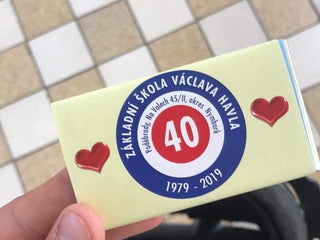 ZÁKLADNÍ ŠKOLA VÁCLAVA HAVLA
Poděbrady, Na Valech 45/II, okres Nymburk
40
1979 - 2019